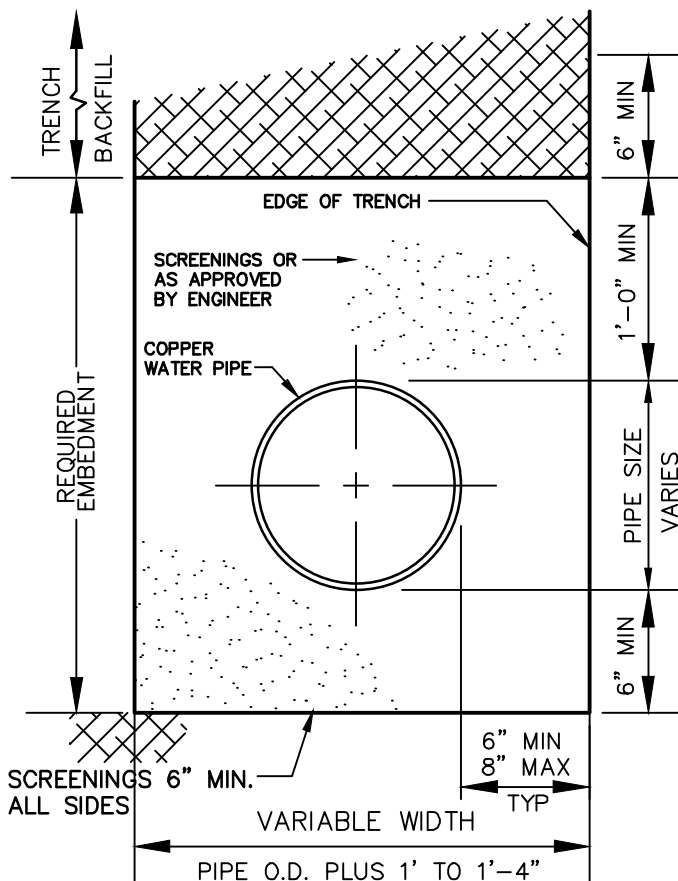 TRENCH
BACKFILL
6" MIN
EDGE OF TRENCH
SCREENINGS OR
AS APPROVED
BY ENGINEER
1'-0" MIN
COPPER
WATER PIPE
REQUIRED
EMBEDMENT
PIPE SIZE
VARIES
6" MIN
SCREENINGS 6" MIN.
ALL SIDES
6" MIN
8" MAX
TYP
VARIABLE WIDTH
PIPE O.D. PLUS 1' TO 1'-4"